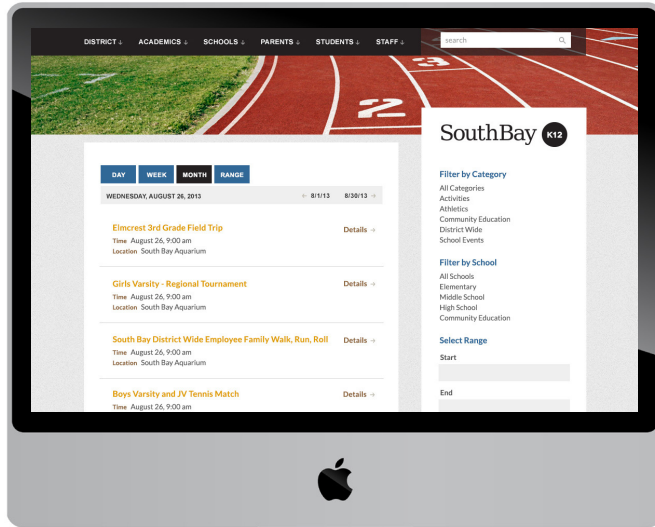 DISTRICT ↓ ACADEMICS ↓ SCHOOLS ↓ PARENTS ↓ STUDENTS ↓ STAFF ↓ search
2
3
SouthBay K12
DAY WEEK MONTH RANGE
WEDNESDAY, AUGUST 26, 2013 ← 8/1/13 8/30/13 →
Elmcrest 3rd Grade Field Trip Details →
Time August 26, 9:00 am
Location South Bay Aquarium
Girls Varsity - Regional Tournament Details →
Time August 26, 9:00 am
Location South Bay Aquarium
South Bay District Wide Employee Family Walk, Run, Roll Details →
Time August 26, 9:00 am
Location South Bay Aquarium
Boys Varsity and JV Tennis Match Details →
Time August 26, 9:00 am
Filter by Category
All Categories
Activities
Athletics
Community Education
District Wide
School Events
Filter by School
All Schools
Elementary
Middle School
High School
Community Education
Select Range
Start
End